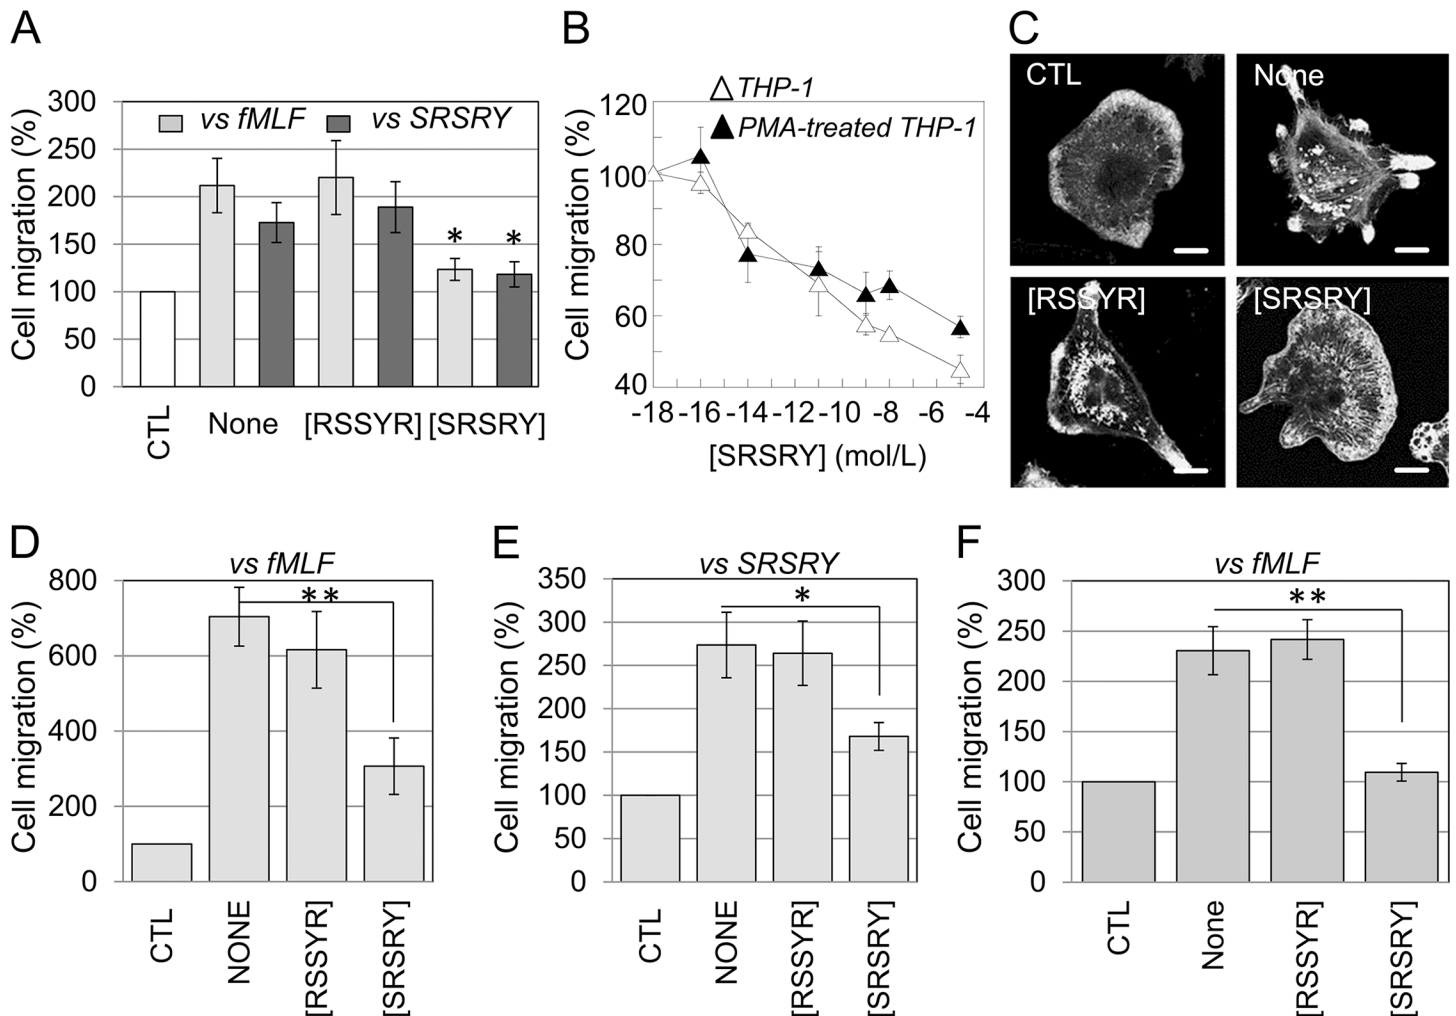 A
Cell migration (%)
300
250
200
150
100
50
0
vs fMLF
vs SRSRY
*
*
CTL
None
[RSSYR]
[SRSRY]
B
THP-1
PMA-treated THP-1
Cell migration (%)
120
100
80
60
40
-18 -16 -14 -12 -10 -8 -6 -4
[SRSRY] (mol/L)
C
CTL
None
[RSSYR]
[SRSRY]
D
vs fMLF
Cell migration (%)
800
600
400
200
0
**
CTL
NONE
[RSSYR]
[SRSRY]
E
vs SRSRY
Cell migration (%)
350
300
250
200
150
100
50
0
*
CTL
NONE
[RSSYR]
[SRSRY]
F
vs fMLF
Cell migration (%)
300
250
200
150
100
50
0
**
CTL
None
[RSSYR]
[SRSRY]